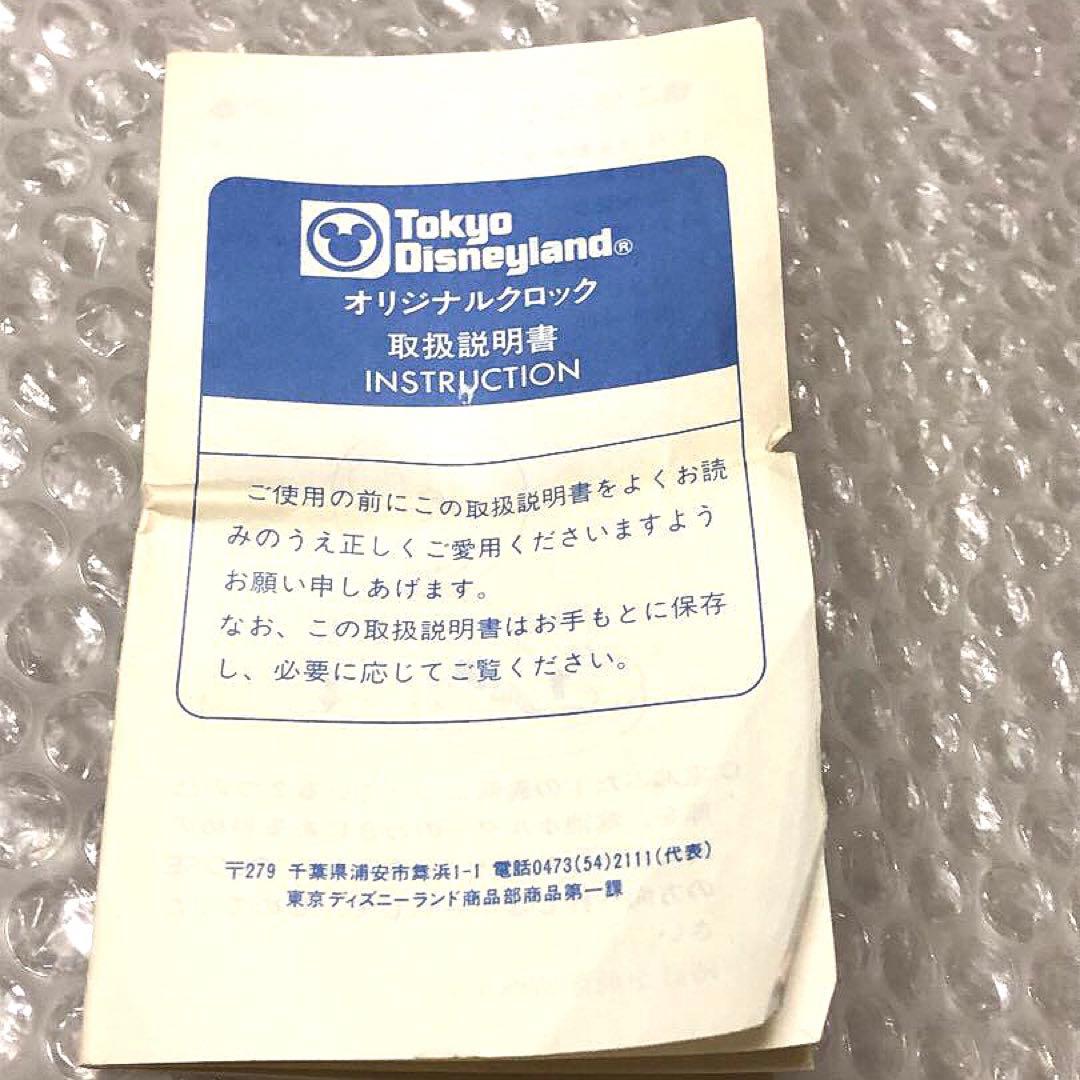 Tokyo
Disneyland®
オリジナルクロック
取扱説明書
INSTRUCTION
ご使用の前にこの取扱説明書をよくお読
みのうえ正しくご愛用くださいますよう
お願い申しあげます。
なお、この取扱説明書はお手もとに保存
し、必要に応じてご覧ください。
〒279 千葉県浦安市舞浜1-1 電話0473(54)2111(代表)
東京ディズニーランド商品部商品第一課